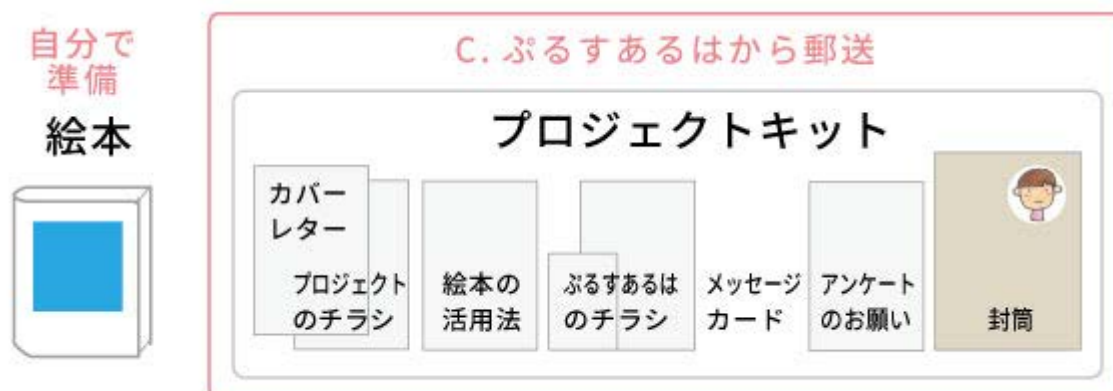 自分で
準備
絵本
C. ぷるすあるはから郵送
プロジェクトキット
カバー
レター
プロジェクト
のチラシ
絵本の
活用法
ぷるすあるは
のチラシ
メッセージ
カード
アンケート
のお願い
封筒